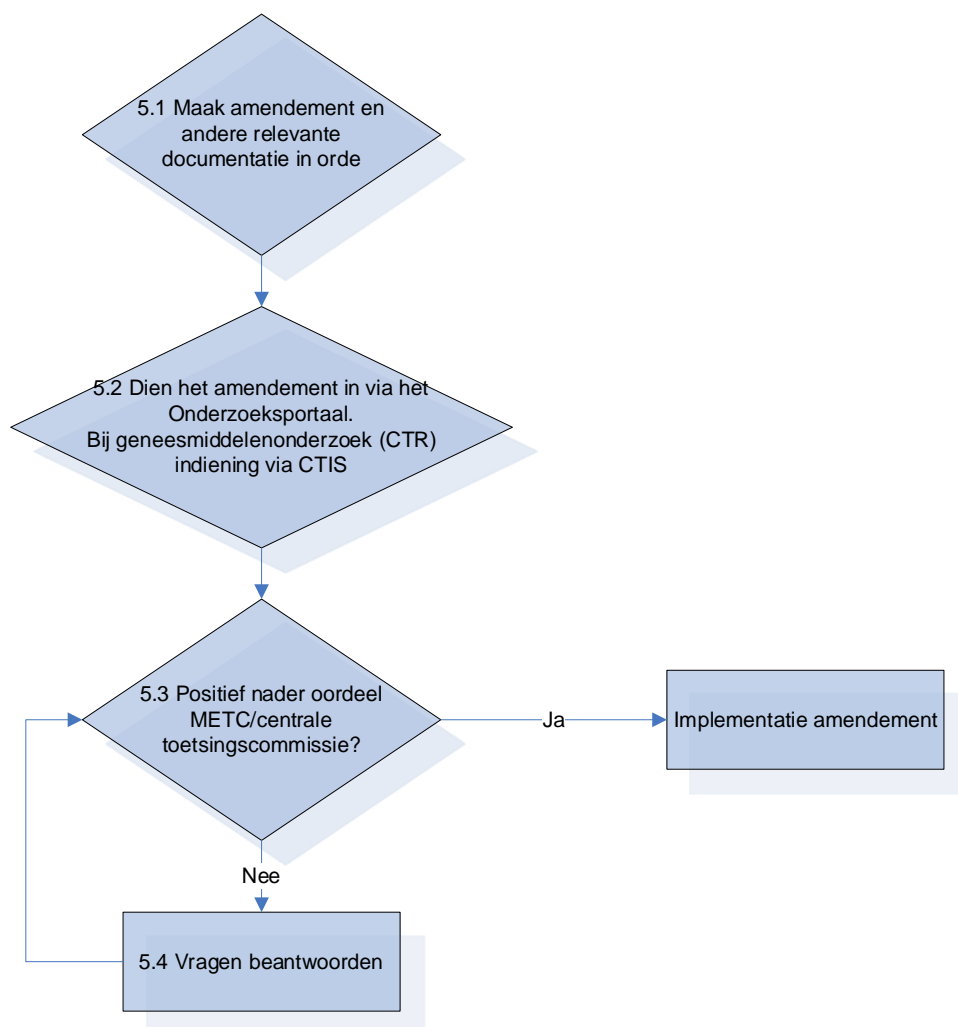 5.1 Maak amendement en
andere relevante
documentatie in orde
5.2 Dien het amendement in via het
Onderzoeksportaal.
Bij geneesmiddelenonderzoek (CTR)
indiening via CTIS
5.3 Positief nader oordeel
METC/centrale
toetsingscommissie?
Ja
Implementatie amendement
Nee
5.4 Vragen beantwoorden